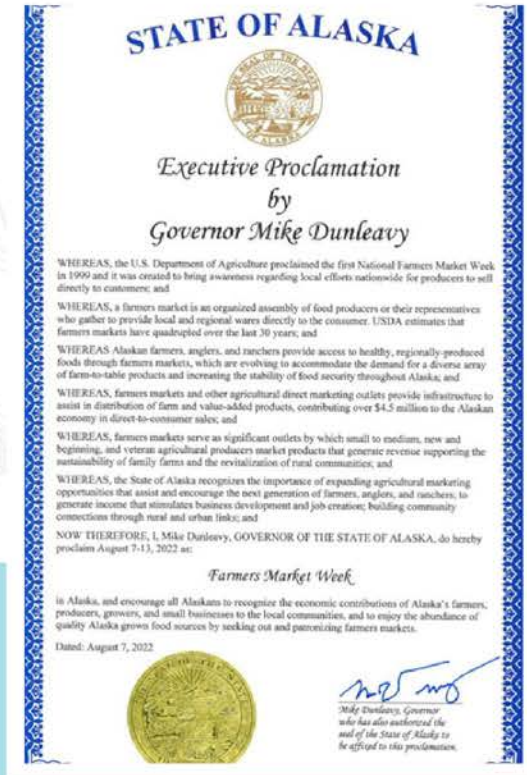 STATE OF ALASKA
THE SEAL OF THE STATE
OF ALASKA
Executive Proclamation
by
Governor Mike Dunleavy
WHEREAS, the U.S. Department of Agriculture proclaimed the first National Farmers Market Week
in 1999 and it was created to bring awareness regarding local efforts nationwide for producers to sell
directly to customers; and
WHEREAS, a farmers market is an organized assembly of food producers or their representatives
who gather to provide local and regional wares directly to the consumer. USDA estimates that
farmers markets have quadrupled over the last 30 years; and
WHEREAS Alaskan farmers, anglers, and ranchers provide access to healthy, regionally-produced
foods through farmers markets, which are evolving to accommodate the demand for a diverse array
of farm-to-table products and increasing the stability of food security throughout Alaska; and
WHEREAS, farmers markets and other agricultural direct marketing outlets provide infrastructure to
assist in distribution of farm and value-added products, contributing over $4.5 million to the Alaskan
economy in direct-to-consumer sales; and
WHEREAS, farmers markets serve as significant outlets by which small to medium, new and
beginning, and veteran agricultural producers market products that generate revenue supporting the
sustainability of family farms and the revitalization of rural communities; and
WHEREAS, the State of Alaska recognizes the importance of expanding agricultural marketing
opportunities that assist and encourage the next generation of farmers, anglers, and ranchers; to
generate income that stimulates business development and job creation; building community
connections through rural and urban links; and
NOW THEREFORE, I, Mike Dunleavy, GOVERNOR OF THE STATE OF ALASKA, do hereby
proclaim August 7-13, 2022 as:
Farmers Market Week
in Alaska, and encourage all Alaskans to recognize the economic contributions of Alaska's farmers,
producers, growers, and small businesses to the local communities, and to enjoy the abundance of
quality Alaska grown food sources by seeking out and patronizing farmers markets.
Dated: August 7, 2022
Mike Dunleavy, Governor
who has also authorized the
seal of the State of Alaska to
be affixed to this proclamation.